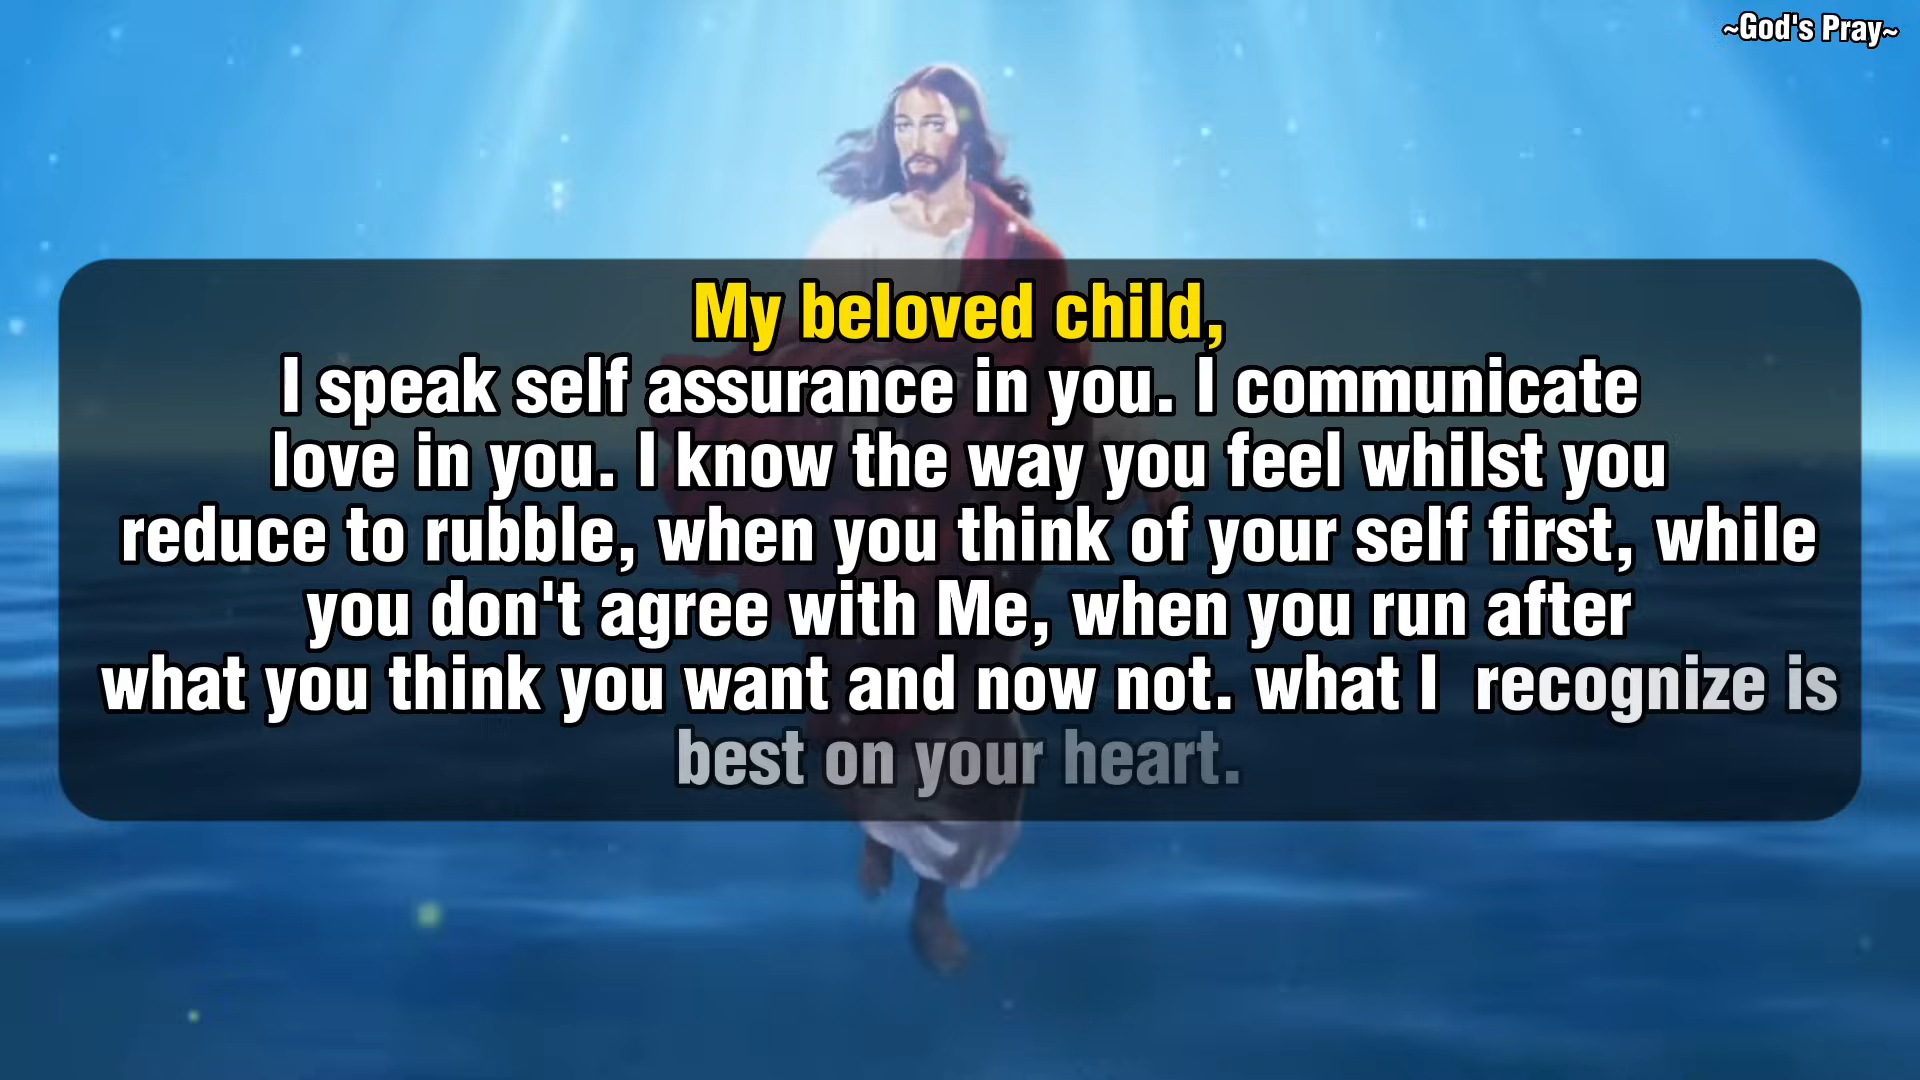 ~God's Pray~
My beloved child,
I speak self assurance in you. I communicate
love in you. I know the way you feel whilst you
reduce to rubble, when you think of your self first, while
you don't agree with Me, when you run after
what you think you want and now not. what I  recognize is
best on your heart.